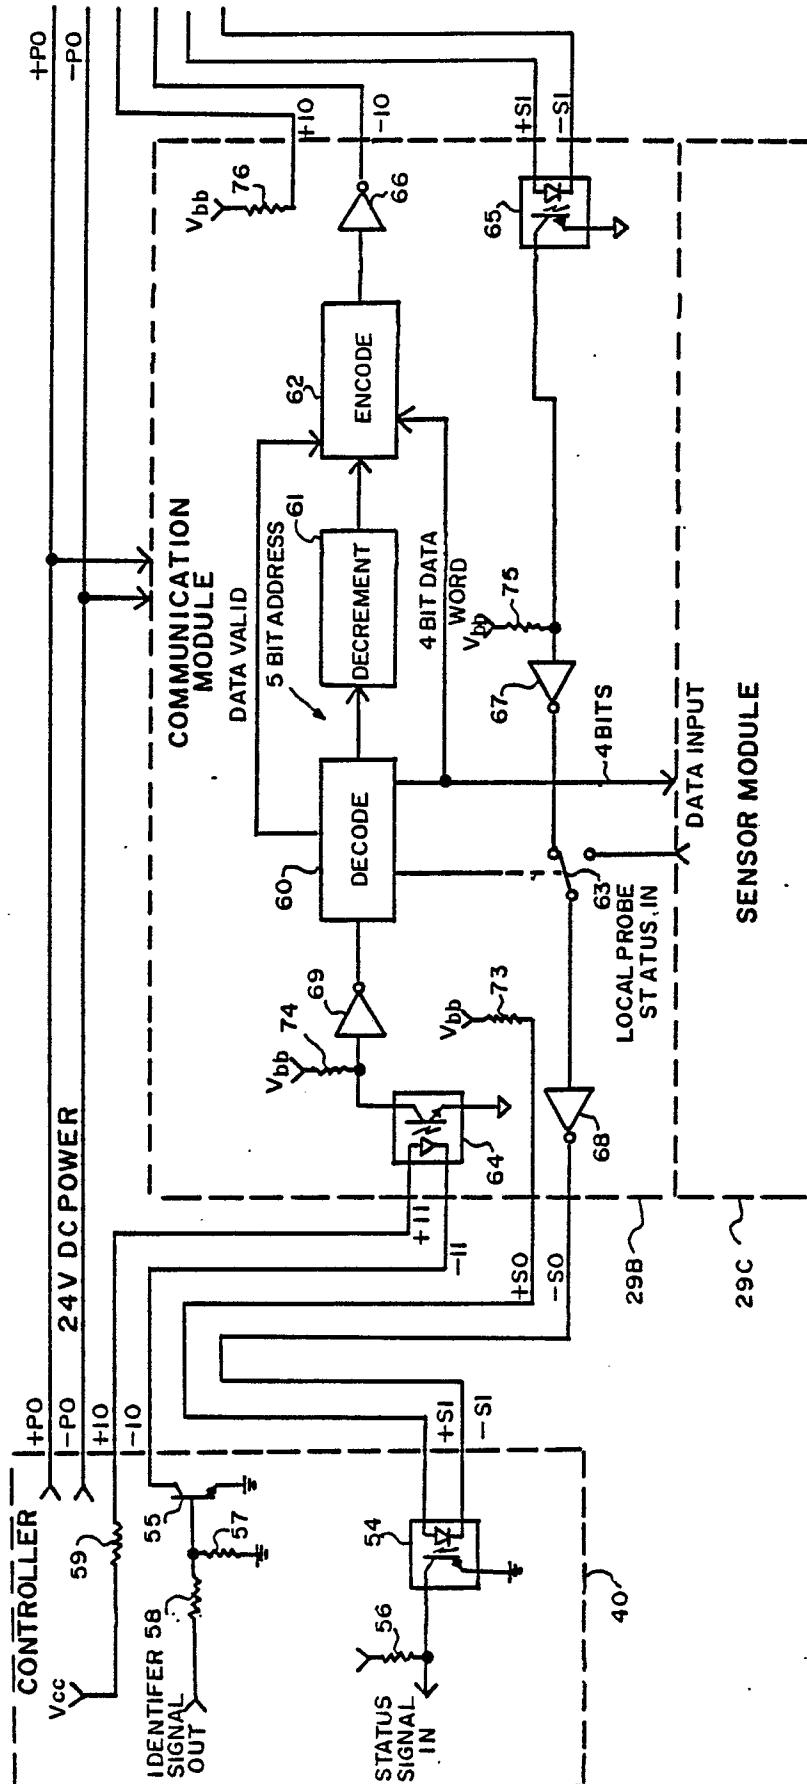 CONTROLLER
Vcc
59
IDENTIFER
SIGNAL
OUT
58
57
55
STATUS
SIGNAL
IN
56
54
40
+PO
-PO
+IO
-IO
+SI
-SI
24V DC POWER
+II
-II
+SO
-SO
29B
29C
COMMUNICATION
MODULE
64
Vbb
74
69
Vbb
73
68
60
DECODE
DATA VALID
5 BIT ADDRESS
61
DECREMENT
62
ENCODE
4 BIT DATA
WORD
66
Vbb
76
65
Vbb
75
67
63
LOCAL PROBE
STATUS IN
4 BITS
DATA INPUT
SENSOR MODULE
+PO
-PO
+IO
-IO
+SI
-SI